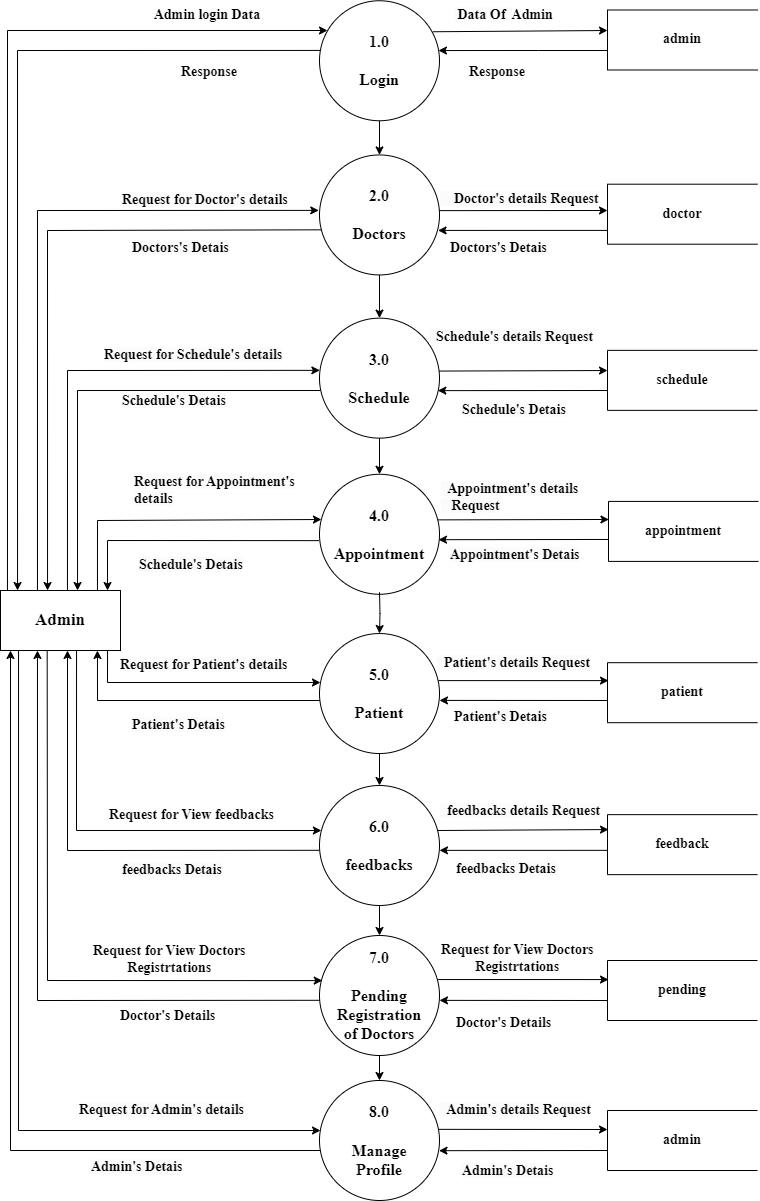 Admin login Data
Data Of  Admin
1.0
Login
admin
Response
Response
Request for Doctor's details
2.0
Doctors
Doctor's details Request
doctor
Doctors's Detais
Doctors's Detais
Request for Schedule's details
3.0
Schedule
Schedule's details Request
schedule
Schedule's Detais
Schedule's Detais
Request for Appointment's
details
4.0
Appointment
Appointment's details
Request
appointment
Schedule's Detais
Appointment's Detais
Admin
Request for Patient's details
5.0
Patient
Patient's details Request
patient
Patient's Detais
Patient's Detais
Request for View feedbacks
6.0
feedbacks
feedbacks details Request
feedback
feedbacks Detais
feedbacks Detais
Request for View Doctors
Registrtations
7.0
Pending
Registration
of Doctors
Request for View Doctors
Registrtations
pending
Doctor's Details
Doctor's Details
Request for Admin's details
8.0
Manage
Profile
Admin's details Request
admin
Admin's Detais
Admin's Detais